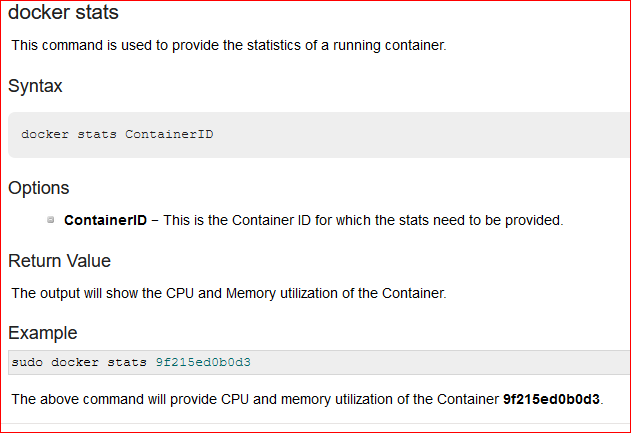 docker stats
This command is used to provide the statistics of a running container.
Syntax
docker stats ContainerID
Options
ContainerID − This is the Container ID for which the stats need to be provided.
Return Value
The output will show the CPU and Memory utilization of the Container.
Example
sudo docker stats 9f215ed0b0d3
The above command will provide CPU and memory utilization of the Container 9f215ed0b0d3.